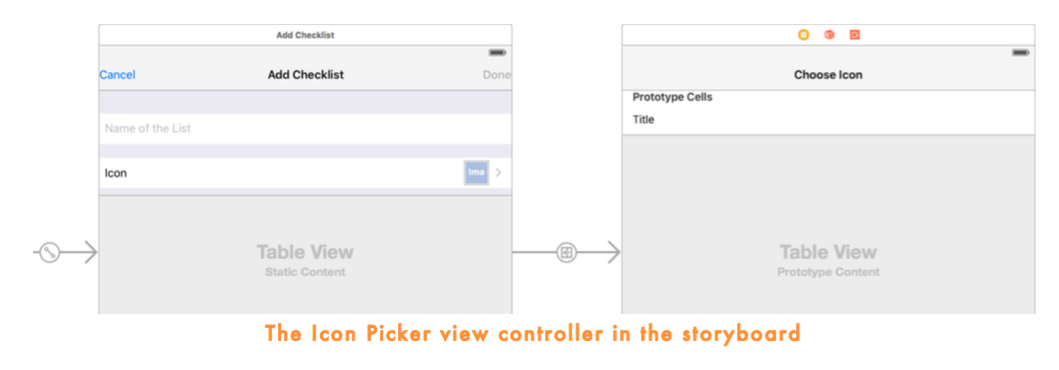 Add Checklist
Cancel Add Checklist Done
Name of the List
Icon Ima
Table View
Static Content
Choose Icon
Prototype Cells
Title
Table View
Prototype Content
The Icon Picker view controller in the storyboard